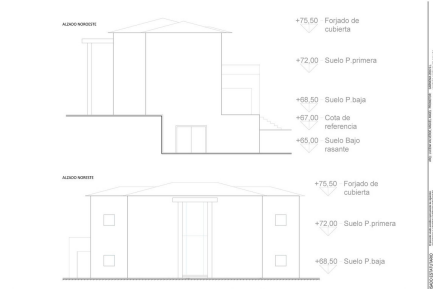 ALZADO NOROESTE
+75,50 Forjado de
cubierta
+72,00 Suelo P.primera
+68,50 Suelo P.baja
+67,00 Cota de
referencia
+65,00 Suelo Bajo
rasante
ALZADO NORESTE
+75,50 Forjado de
cubierta
+72,00 Suelo P.primera
+68,50 Suelo P.baja